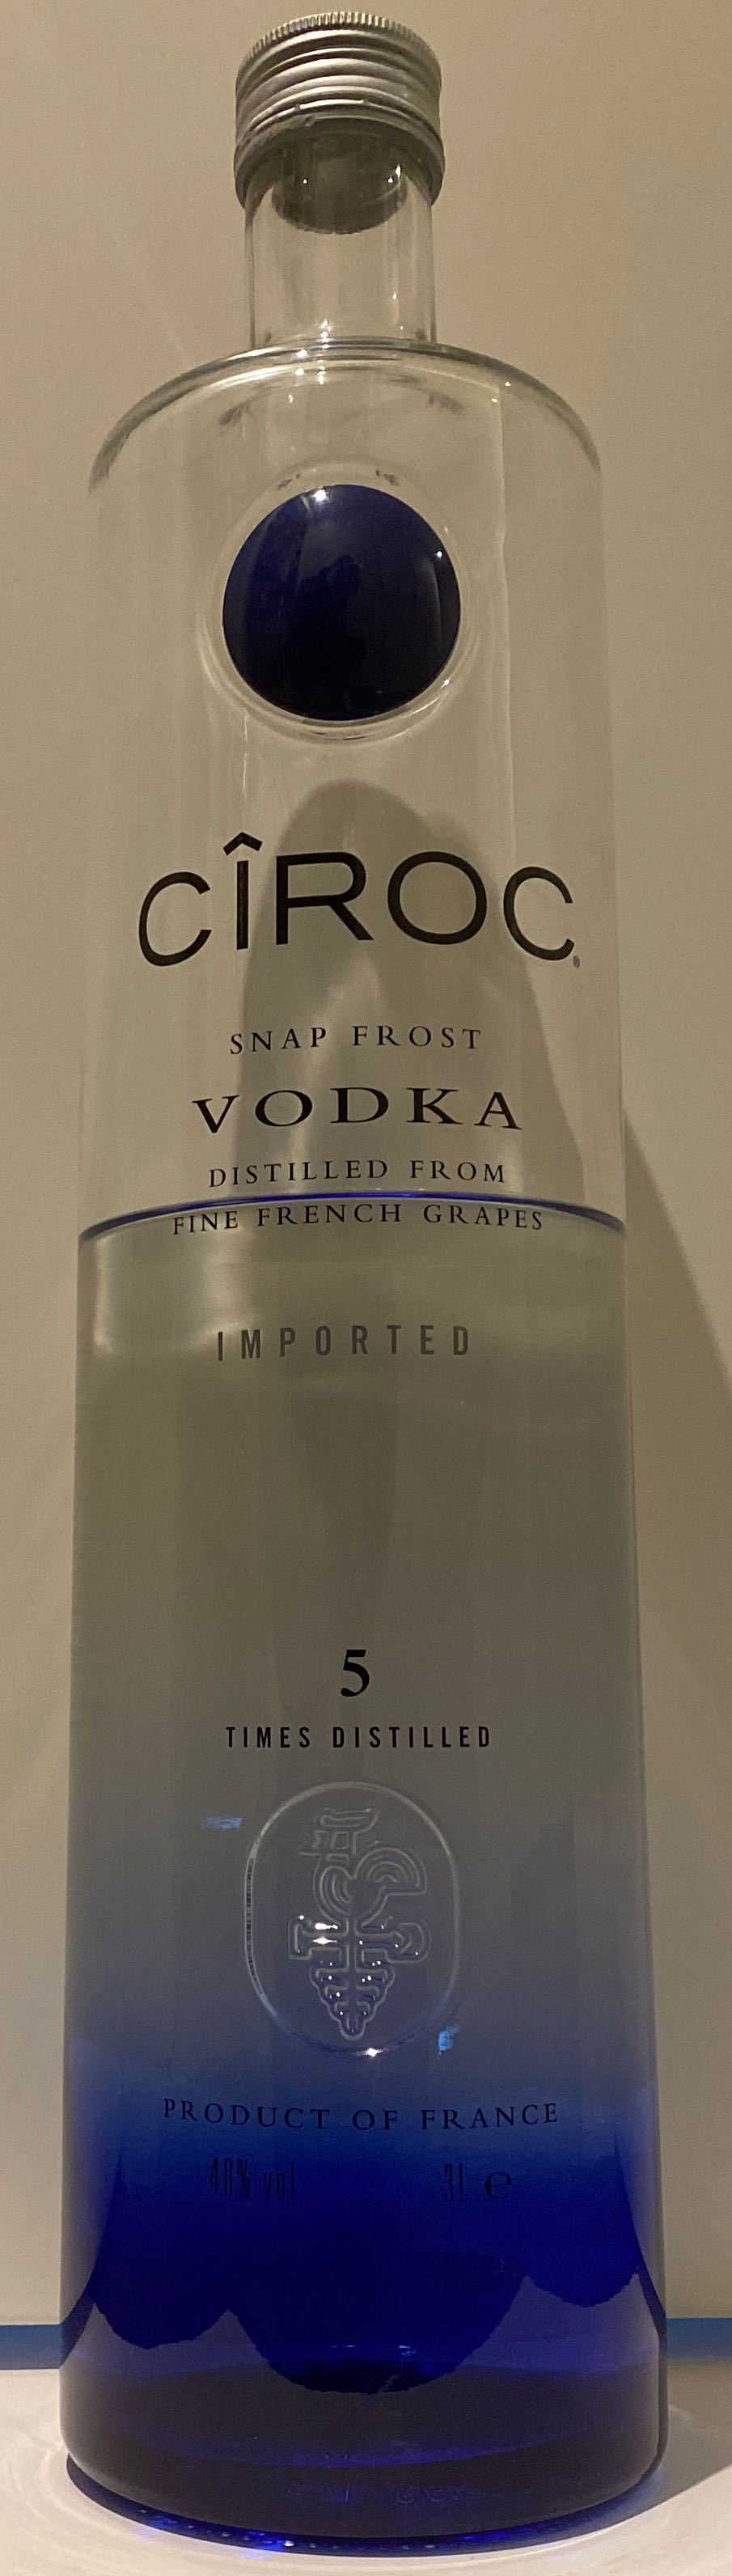 CÎROC®
SNAP FROST
VODKA
DISTILLED FROM
FINE FRENCH GRAPES
IMPORTED
5
TIMES DISTILLED
PRODUCT OF FRANCE
40% vol 3L ℮